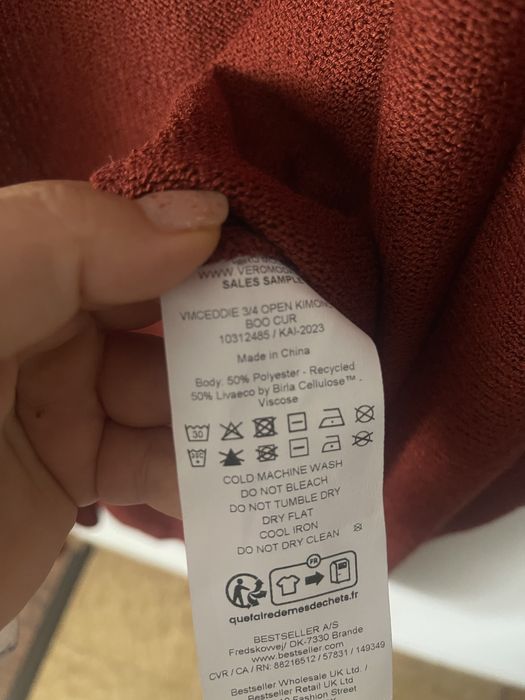 WWW.VEROMOD
SALES SAMPLE
VMCEDDIE 3/4 OPEN KIMON
BOO CUR
10312485 / KAI-2023
Made in China
Body: 50% Polyester - Recycled
50% Livaeco by Birla Cellulose™ -
Viscose
30
COLD MACHINE WASH
DO NOT BLEACH
DO NOT TUMBLE DRY
DRY FLAT
COOL IRON
DO NOT DRY CLEAN
FR
quefairedemesdechets.fr
BESTSELLER A/S
Fredskovvej/ DK-7330 Brande
www.bestseller.com
CVR / CA / RN: 88216512 / 57831 / 149349
Bestseller Wholesale UK Ltd. /
Bestseller Retail UK Ltd
Fashion Street